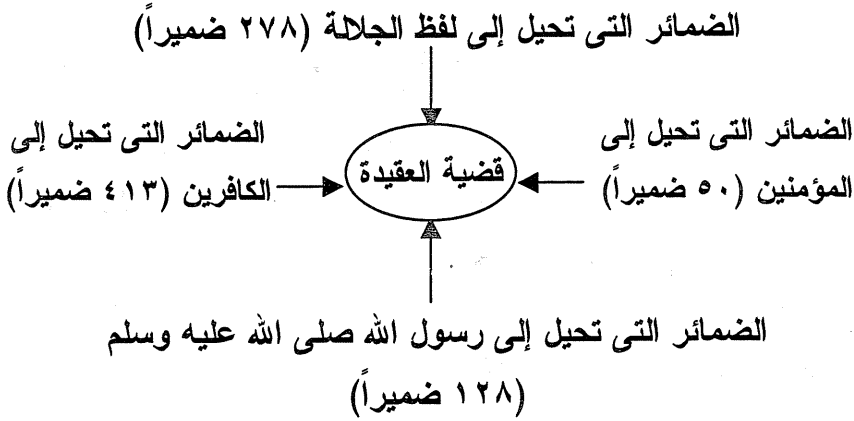 الضمائر التى تحيل إلى لفظ الجلالة (٢٧٨ ضميراً)
الضمائر التى تحيل إلى
المؤمنين (٥٠ ضميراً)
قضية العقيدة
الضمائر التى تحيل إلى
الكافرين (٤١٣ ضميراً)
الضمائر التى تحيل إلى رسول الله صلى الله عليه وسلم
(١٢٨ ضميراً)